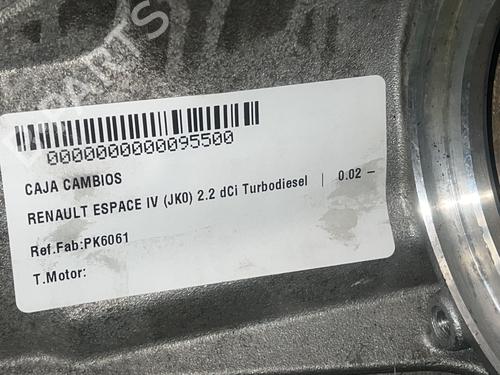 0000000000095500
CAJA CAMBIOS
RENAULT ESPACE IV (JK0) 2.2 dCi Turbodiesel | 0.02 –
Ref.Fab:PK6061
T.Motor: